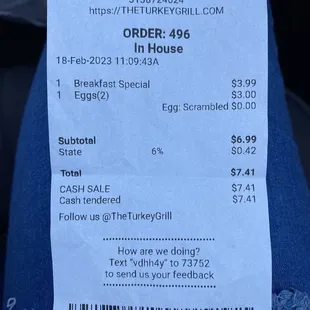 https://THETURKEYGRILL.COM
ORDER: 496
In House
18-Feb-2023 11:09:43A
1 Breakfast Special $3.99
1 Eggs(2) $3.00
Egg: Scrambled $0.00
Subtotal $6.99
State 6% $0.42
Total $7.41
CASH SALE $7.41
Cash tendered $7.41
Follow us @TheTurkeyGrill
How are we doing?
Text "vdhh4y" to 73752
to send us your feedback